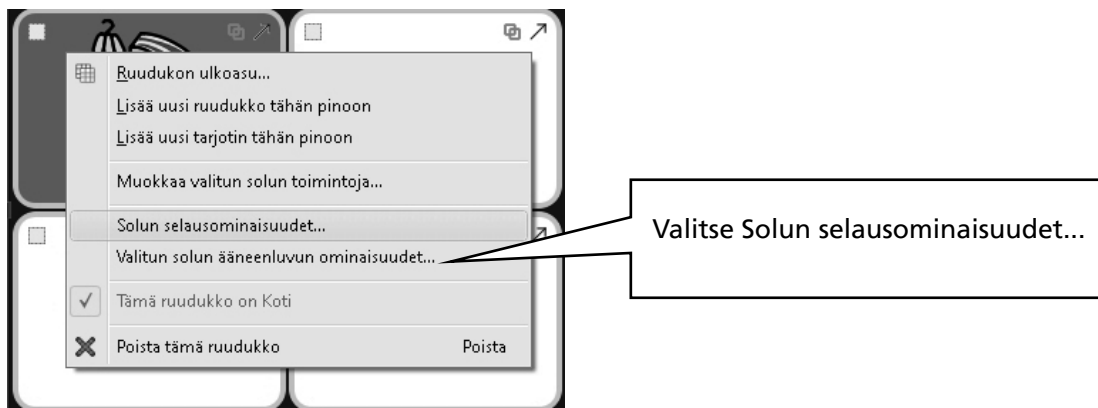 Ruudukon ulkoasu...
Lisää uusi ruudukko tähän pinoon
Lisää uusi tarjotin tähän pinoon
Muokkaa valitun solun toimintoja...
Solun selausominaisuudet...
Valitun solun ääneenluvun ominaisuudet...
Tämä ruudukko on Koti
Poista tämä ruudukko Poista
Valitse Solun selausominaisuudet...